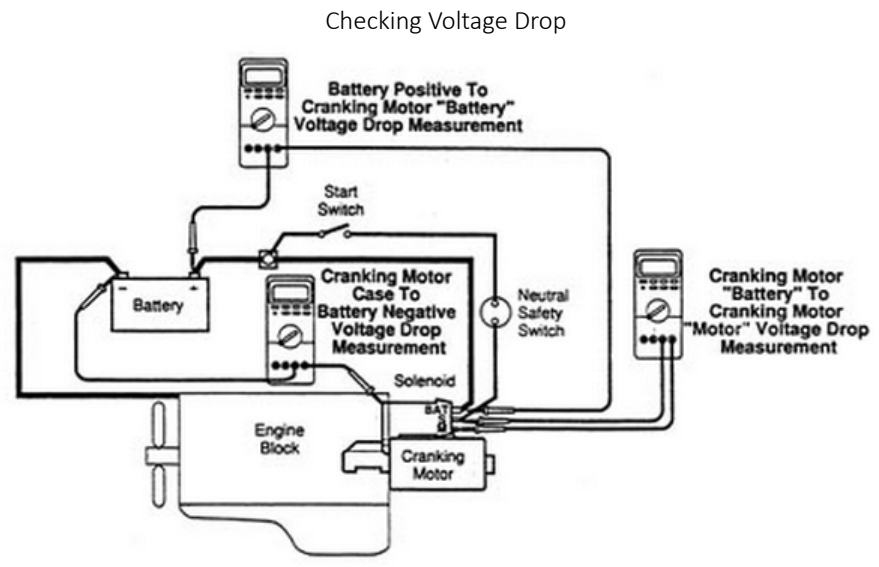 Checking Voltage Drop
Battery Positive To
Cranking Motor "Battery"
Voltage Drop Measurement
Start
Switch
Cranking Motor
Case To
Battery Negative
Voltage Drop
Measurement
Battery
Neutral
Safety
Switch
Cranking Motor
"Battery" To
Cranking Motor
"Motor" Voltage Drop
Measurement
Solenoid
BAT
Engine
Block
Cranking
Motor